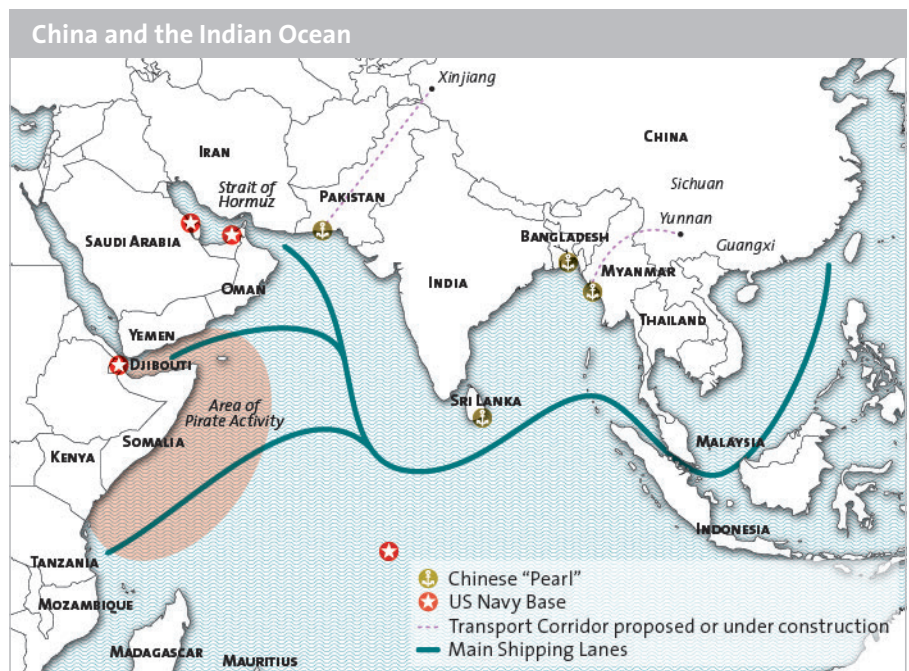 China and the Indian Ocean
Xinjiang
CHINA
IRAN
Strait of
Hormuz
PAKISTAN
Sichuan
Yunnan
SAUDI ARABIA
BANGLADESH
Guangxi
MYANMAR
OMAN
INDIA
THAILAND
YEMEN
DJIBOUTI
SRI LANKA
Area of
Pirate Activity
SOMALIA
MALAYSIA
KENYA
INDONESIA
TANZANIA
MOZAMBIQUE
MADAGASCAR
MAURITIUS
Chinese “Pearl”
US Navy Base
Transport Corridor proposed or under construction
Main Shipping Lanes